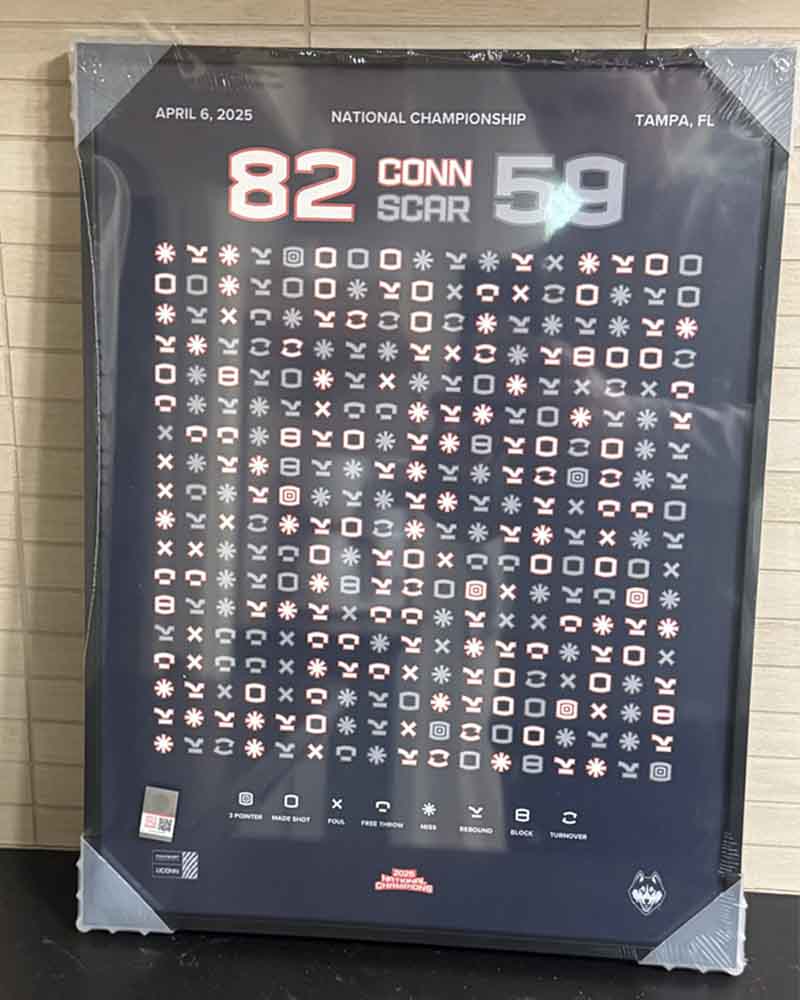 APRIL 6, 2025 NATIONAL CHAMPIONSHIP TAMPA, FL
82 CONN 59
SCAR
3 POINTER MADE SHOT FOUL FREE THROW MISS REBOUND BLOCK TURNOVER
UCONN
2025
NATIONAL
CHAMPIONS